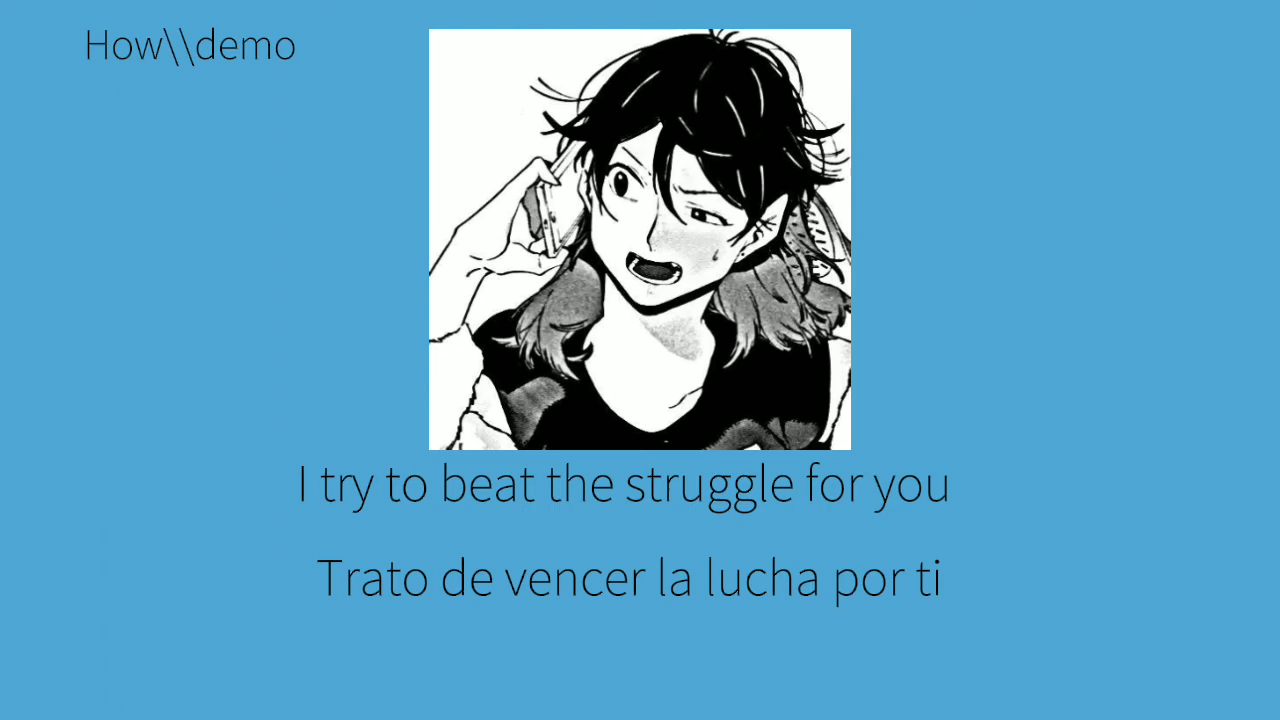 How\\demo
I try to beat the struggle for you
Trato de vencer la lucha por ti